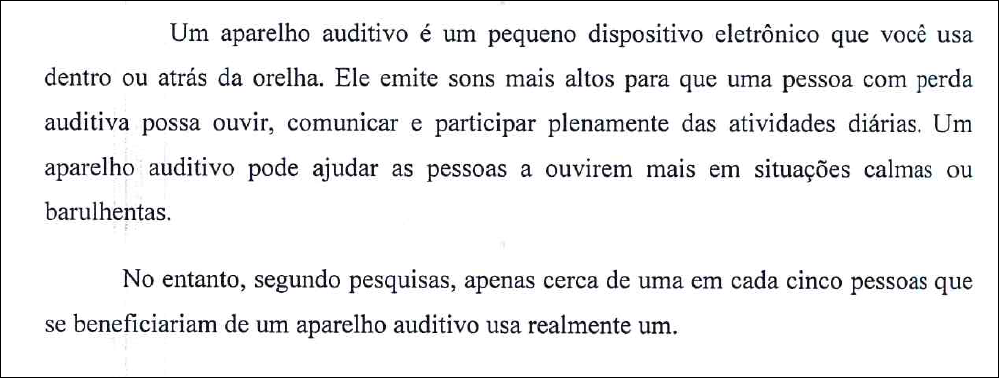 Um aparelho auditivo é um pequeno dispositivo eletrônico que você usa
dentro ou atrás da orelha. Ele emite sons mais altos para que uma pessoa com perda
auditiva possa ouvir, comunicar e participar plenamente das atividades diárias. Um
aparelho auditivo pode ajudar as pessoas a ouvirem mais em situações calmas ou
barulhentas.
No entanto, segundo pesquisas, apenas cerca de uma em cada cinco pessoas que
se beneficiariam de um aparelho auditivo usa realmente um.